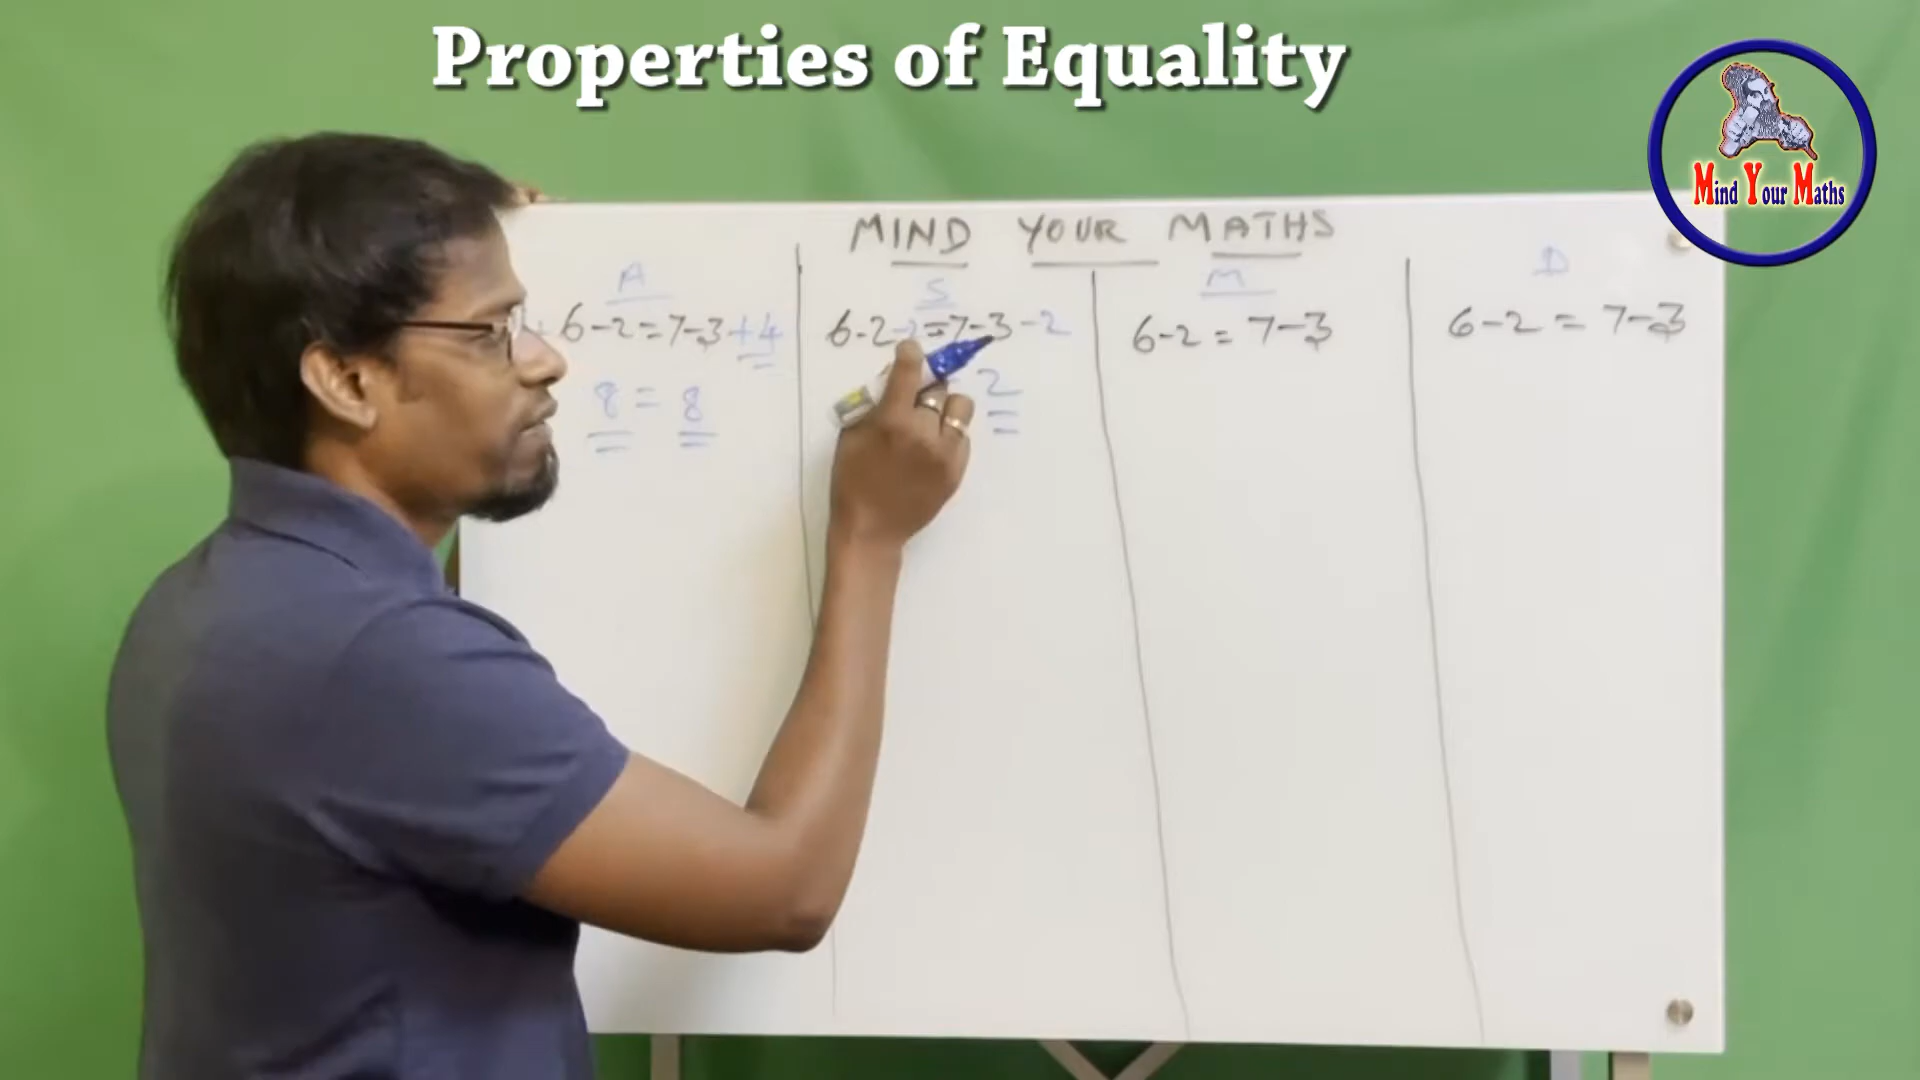 Properties of Equality
Mind Your Maths
MIND YOUR MATHS
A
6-2=7-3+4
8 = 8
S
6-2-2=7-3-2
2
M
6-2=7-3
D
6-2=7-3